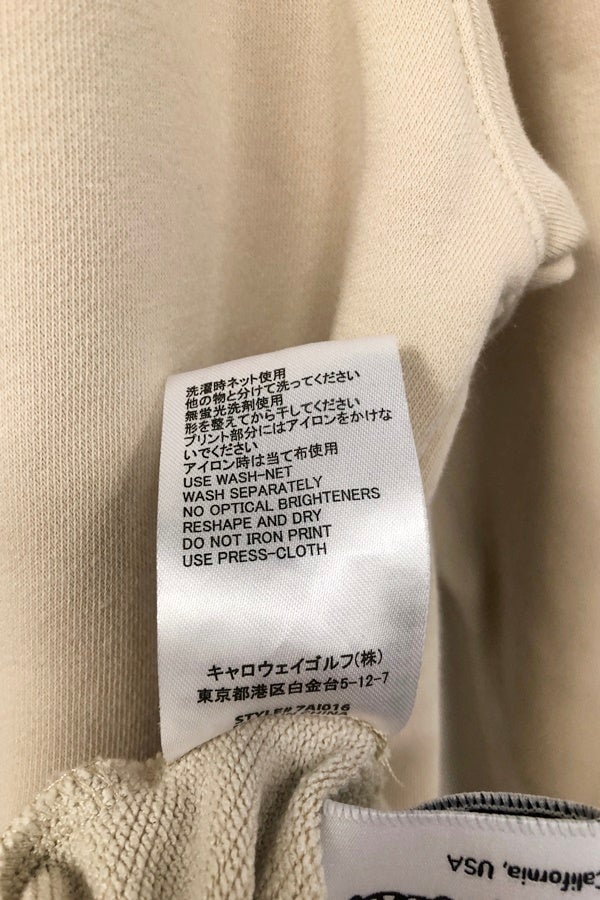 洗濯時ネット使用
他の物と分けて洗ってください
無蛍光洗剤使用
形を整えてから干してください
プリント部分にはアイロンをかけな
いでください
アイロン時は当て布使用
USE WASH-NET
WASH SEPARATELY
NO OPTICAL BRIGHTENERS
RESHAPE AND DRY
DO NOT IRON PRINT
USE PRESS-CLOTH
キャロウェイゴルフ(株)
東京都港区白金台5-12-7
STYLE# 7AI016
California, USA